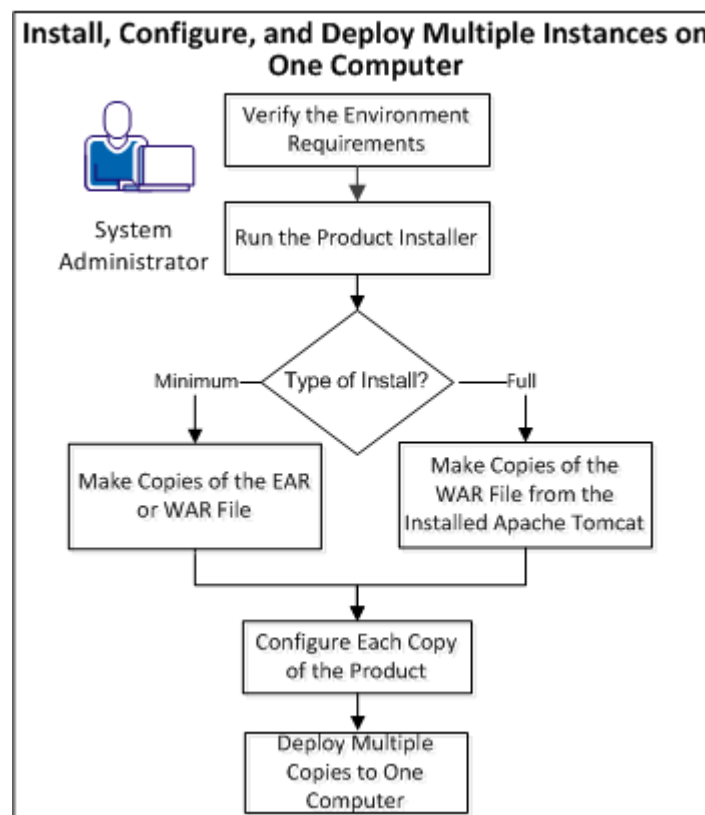 Install, Configure, and Deploy Multiple Instances on
One Computer
Verify the Environment
Requirements
System
Administrator
Run the Product Installer
Type of Install?
Minimum
Full
Make Copies of the EAR
or WAR File
Make Copies of the
WAR File from the
Installed Apache Tomcat
Configure Each Copy
of the Product
Deploy Multiple
Copies to One
Computer